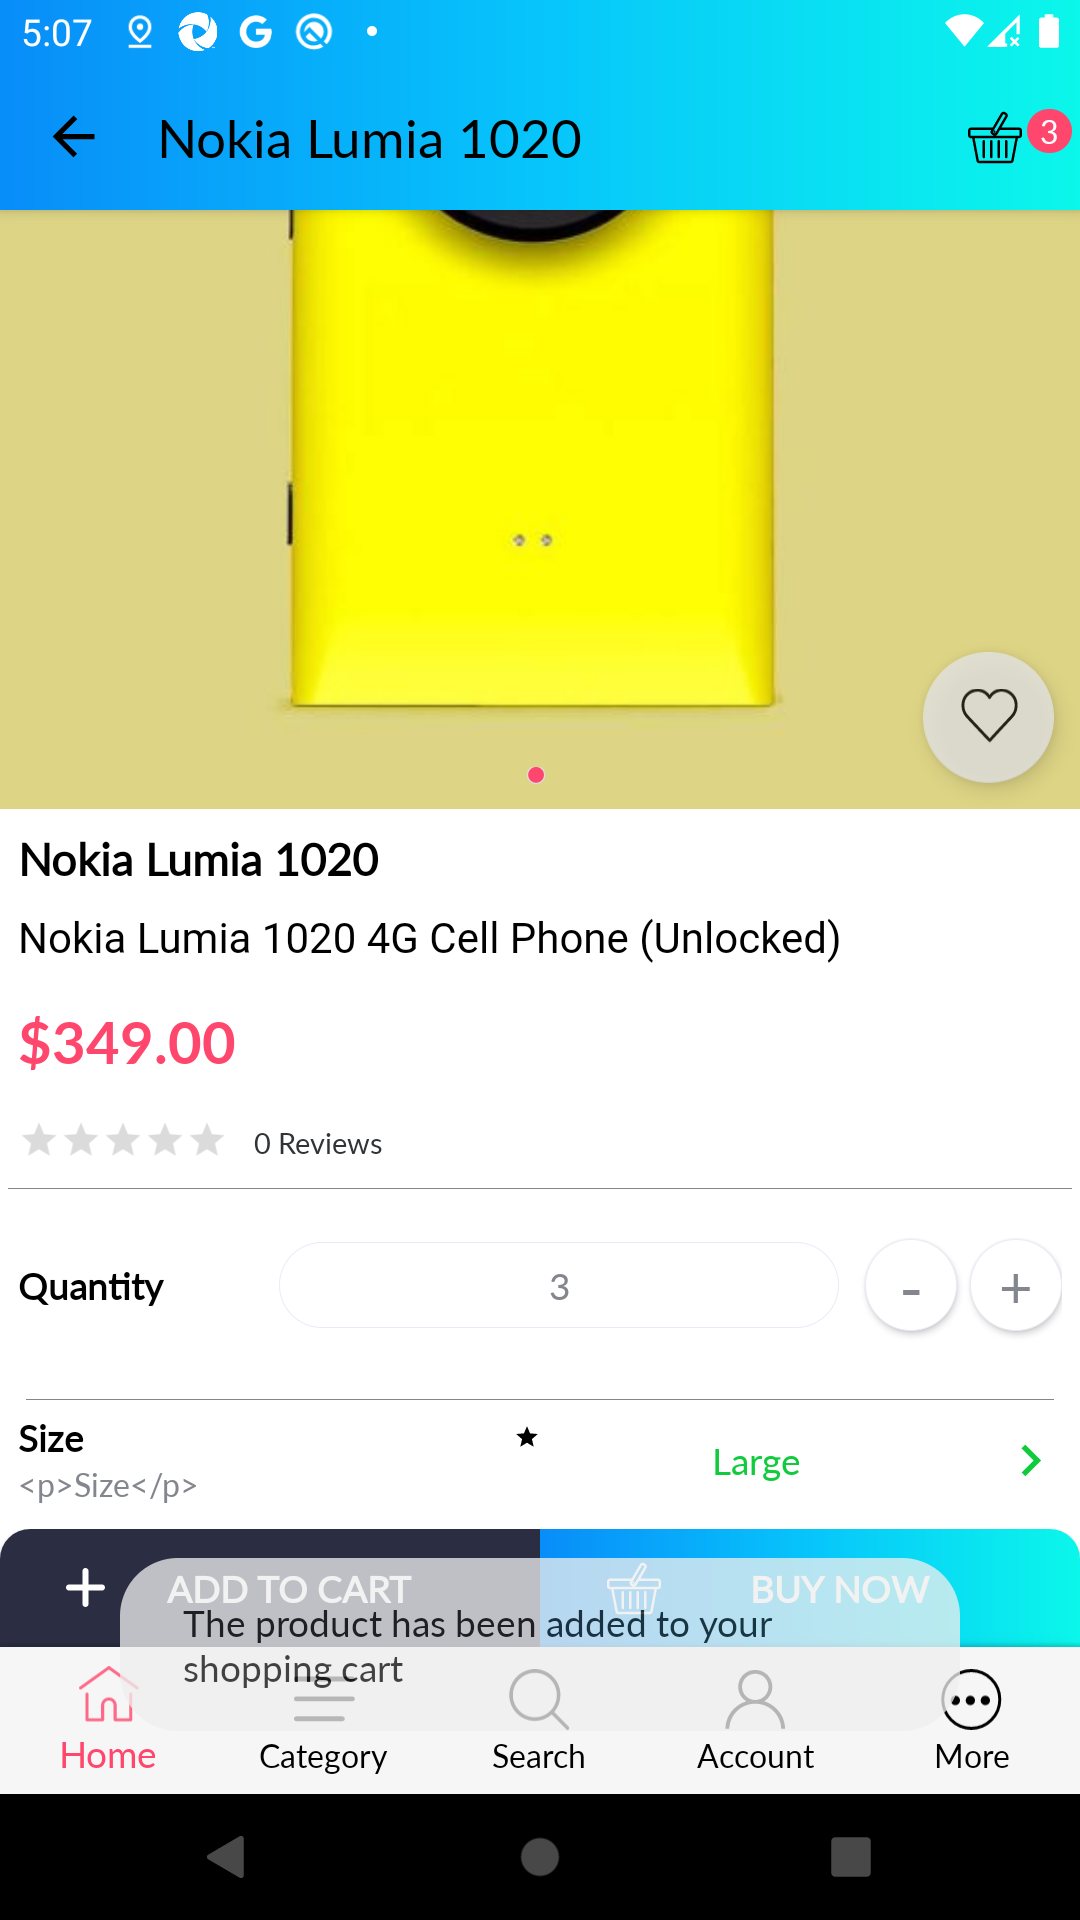 5:07
Nokia Lumia 1020
3
Nokia Lumia 1020
Nokia Lumia 1020 4G Cell Phone (Unlocked)
$349.00
0 Reviews
Quantity
3
-
+
Size
Large
<p>Size</p>
ADD TO CART
BUY NOW
The product has been added to your
shopping cart
Home
Category
Search
Account
More